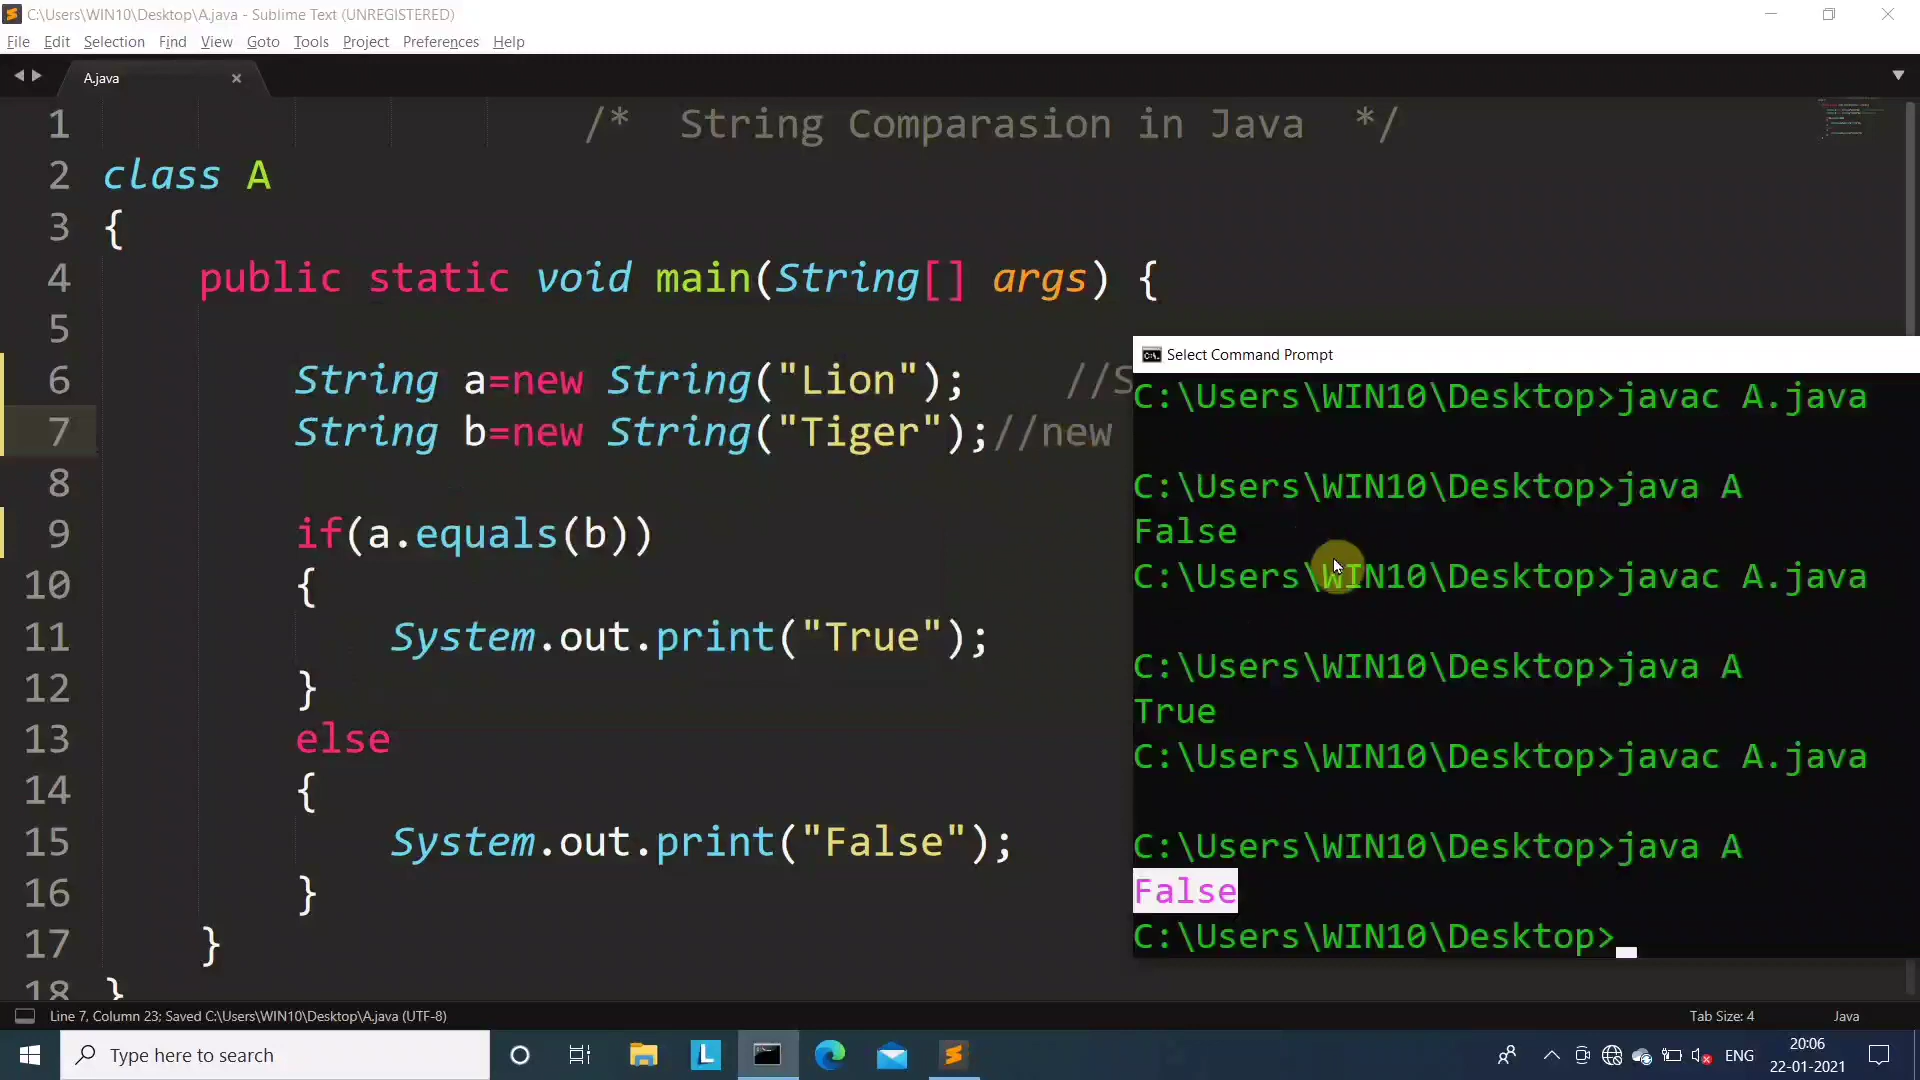 C:\Users\WIN10\Desktop\A.java - Sublime Text (UNREGISTERED)
File Edit Selection Find View Goto Tools Project Preferences Help
A.java
1 /* String Comparasion in Java */
2 class A
3 {
4 public static void main(String[] args) {
5
6 String a=new String("Lion"); //S
7 String b=new String("Tiger");//new
8
9 if(a.equals(b))
10 {
11 System.out.print("True");
12 }
13 else
14 {
15 System.out.print("False");
16 }
17 }
18 }
Select Command Prompt
C:\Users\WIN10\Desktop>javac A.java
C:\Users\WIN10\Desktop>java A
False
C:\Users\WIN10\Desktop>javac A.java
C:\Users\WIN10\Desktop>java A
True
C:\Users\WIN10\Desktop>javac A.java
C:\Users\WIN10\Desktop>java A
False
C:\Users\WIN10\Desktop>
Line 7, Column 23; Saved C:\Users\WIN10\Desktop\A.java (UTF-8)
Tab Size: 4 Java
Type here to search
L
ENG
20:06
22-01-2021